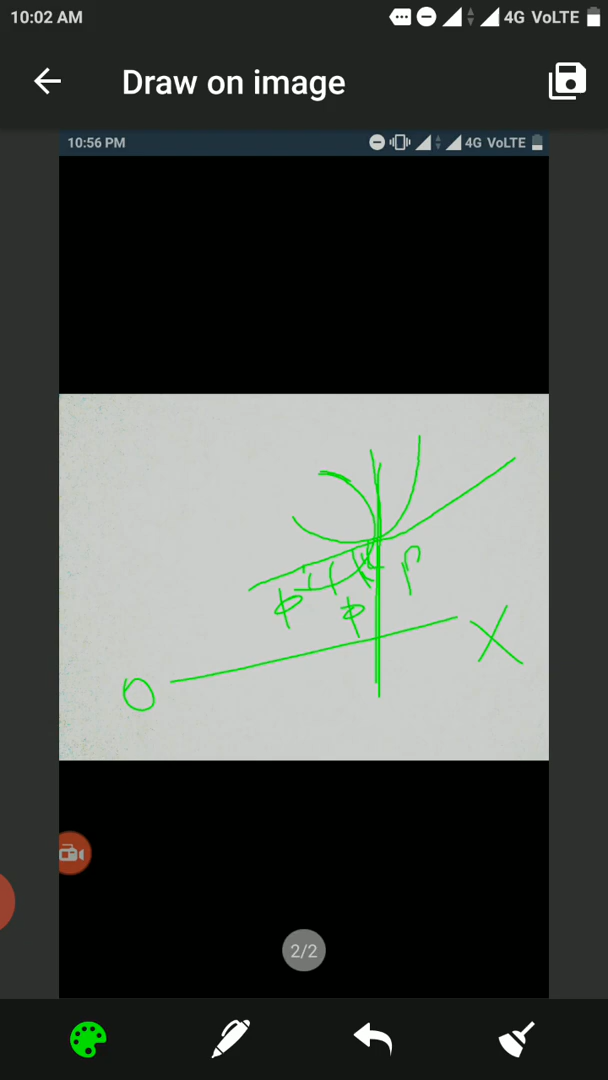 10:02 AM
4G VoLTE
Draw on image
10:56 PM
4G VoLTE
P
ϕ
ϕ
X
O
2/2